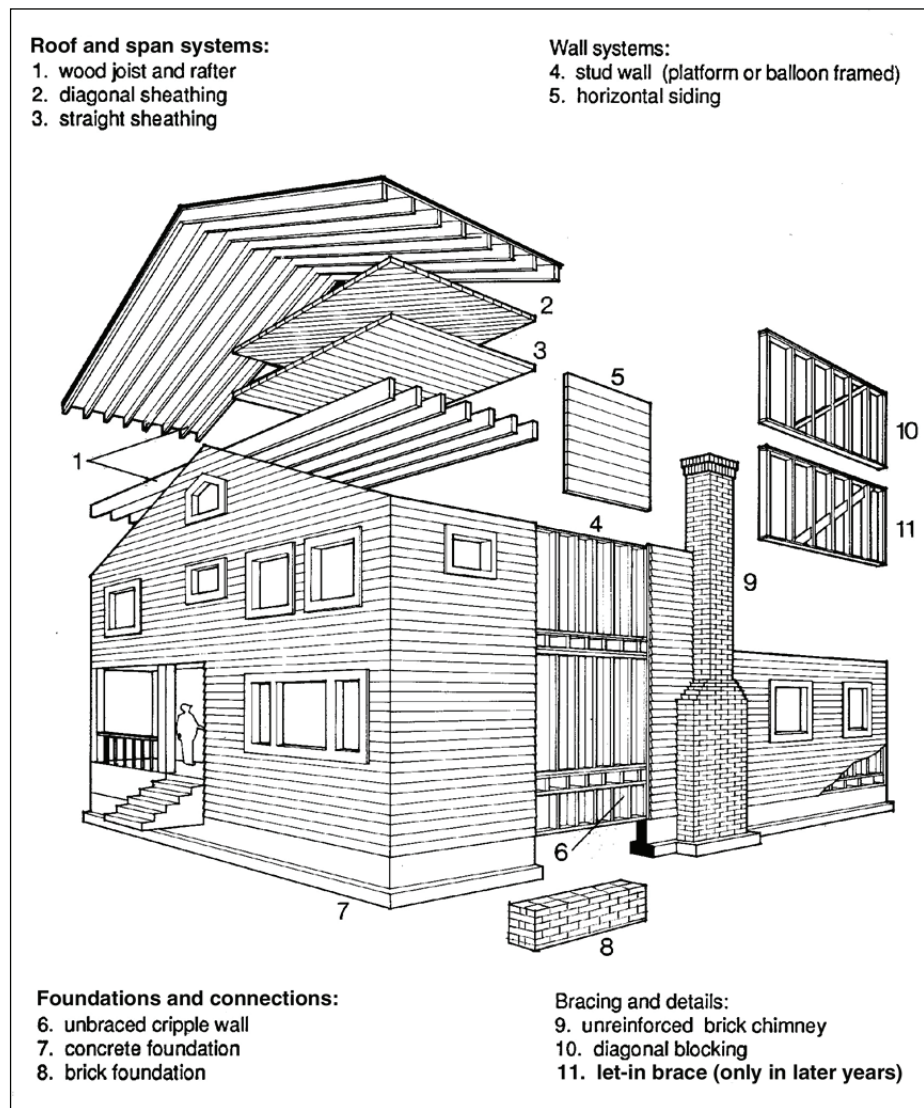 Roof and span systems:
1. wood joist and rafter
2. diagonal sheathing
3. straight sheathing
Wall systems:
4. stud wall (platform or balloon framed)
5. horizontal siding
2
3
5
10
1
4
11
9
6
7
8
Foundations and connections:
6. unbraced cripple wall
7. concrete foundation
8. brick foundation
Bracing and details:
9. unreinforced brick chimney
10. diagonal blocking
11. let-in brace (only in later years)